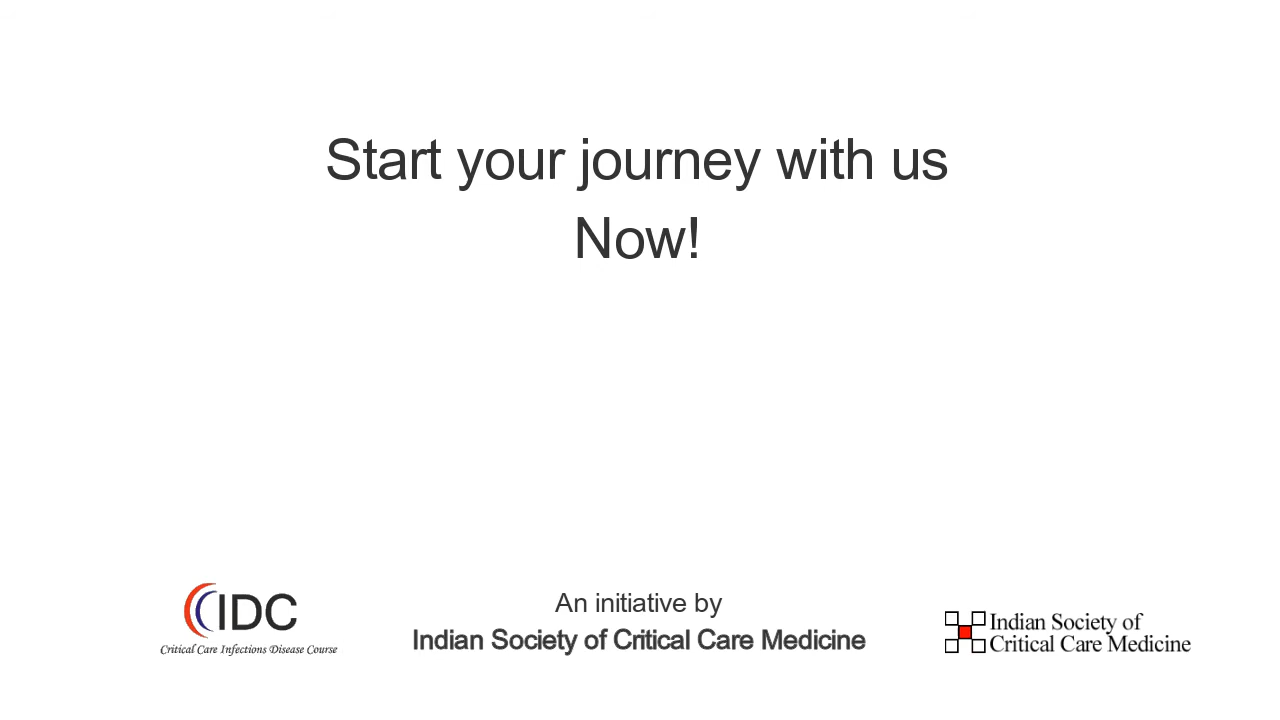 Start your journey with us
Now!
IDC
Critical Care Infections Disease Course
An initiative by
Indian Society of Critical Care Medicine
Indian Society of
Critical Care Medicine